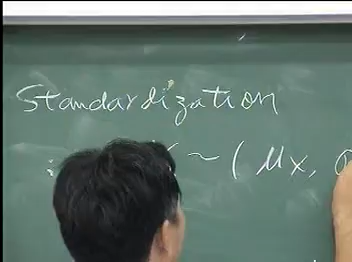 Standardization
X ~ ( μx,